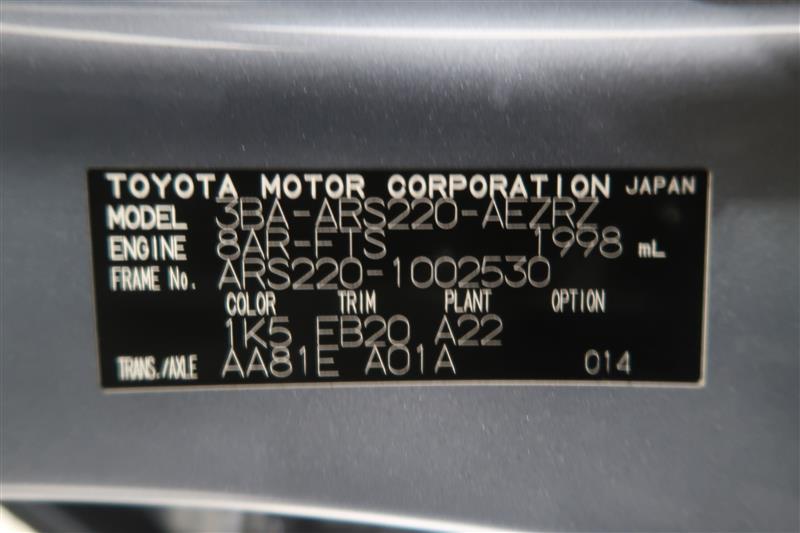 TOYOTA MOTOR CORPORATION JAPAN
MODEL 3BA-ARS220-AEZRZ
ENGINE 8AR-FTS 1998 mL
FRAME No. ARS220-1002530
COLOR TRIM PLANT OPTION
1K5 EB20 A22
TRANS./AXLE AA81E A01A 014